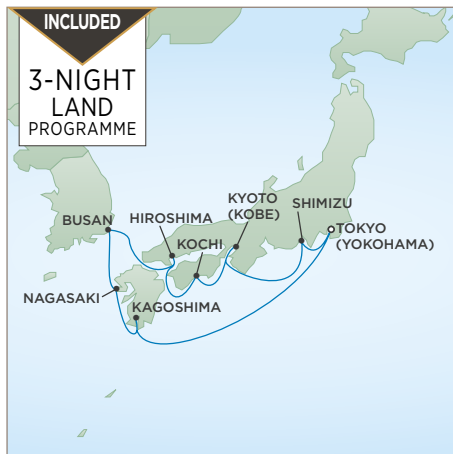 INCLUDED
3-NIGHT
LAND
PROGRAMME
KYOTO
(KOBE)
SHIMIZU
BUSAN
HIROSHIMA
TOKYO
(YOKOHAMA)
KOCHI
NAGASAKI
KAGOSHIMA